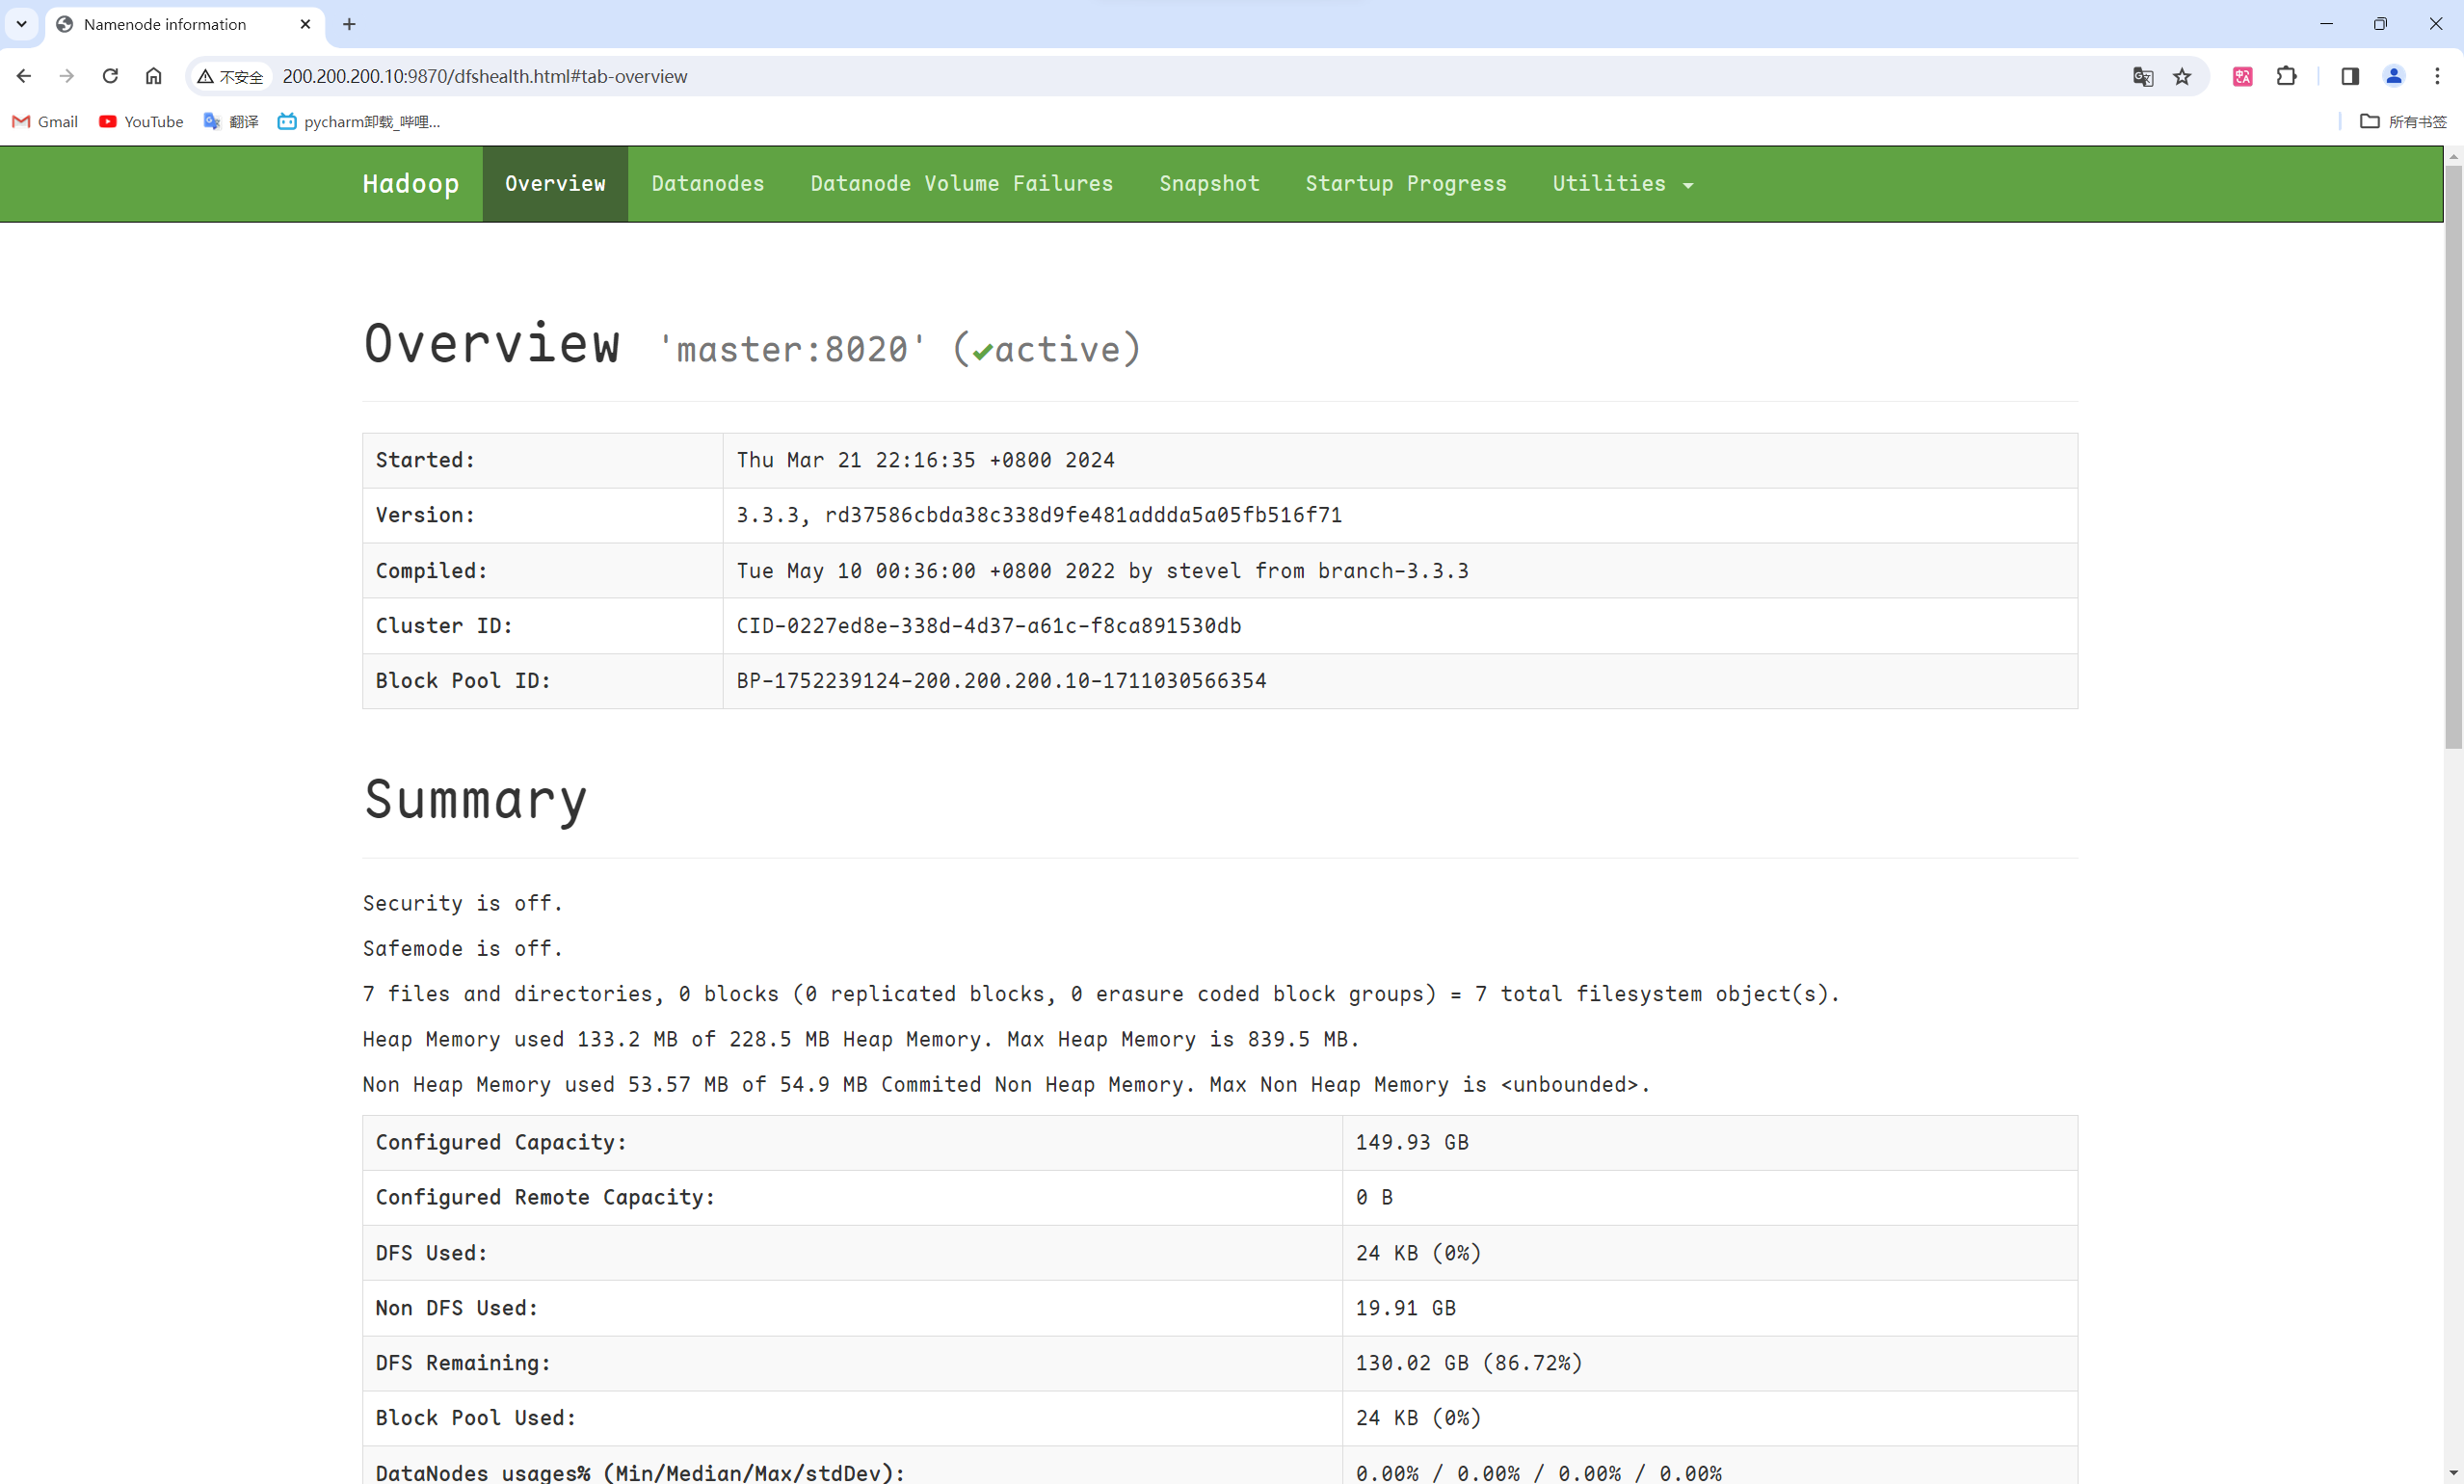 Namenode information
不安全 200.200.200.10:9870/dfshealth.html#tab-overview
Gmail YouTube 翻译 pycharm卸载_哔哩... 所有书签
Hadoop Overview Datanodes Datanode Volume Failures Snapshot Startup Progress Utilities
Overview 'master:8020' (✔active)
Started: Thu Mar 21 22:16:35 +0800 2024
Version: 3.3.3, rd37586cbda38c338d9fe481addda5a05fb516f71
Compiled: Tue May 10 00:36:00 +0800 2022 by stevel from branch-3.3.3
Cluster ID: CID-0227ed8e-338d-4d37-a61c-f8ca891530db
Block Pool ID: BP-1752239124-200.200.200.10-1711030566354
Summary
Security is off.
Safemode is off.
7 files and directories, 0 blocks (0 replicated blocks, 0 erasure coded block groups) = 7 total filesystem object(s).
Heap Memory used 133.2 MB of 228.5 MB Heap Memory. Max Heap Memory is 839.5 MB.
Non Heap Memory used 53.57 MB of 54.9 MB Commited Non Heap Memory. Max Non Heap Memory is <unbounded>.
Configured Capacity: 149.93 GB
Configured Remote Capacity: 0 B
DFS Used: 24 KB (0%)
Non DFS Used: 19.91 GB
DFS Remaining: 130.02 GB (86.72%)
Block Pool Used: 24 KB (0%)
DataNodes usages% (Min/Median/Max/stdDev): 0.00% / 0.00% / 0.00% / 0.00%